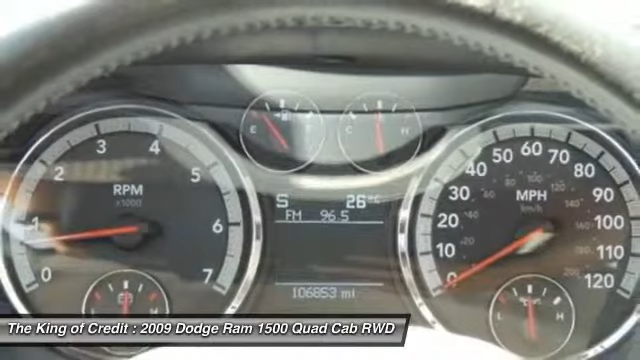 E F
C H
0 1 2 3 4 5 6 7
RPM
x1000
S 26°C
FM 96.5
106853 mi
0 10 20 30 40 50 60 70 80 90 100 110 120
MPH
km/h
L H
The King of Credit : 2009 Dodge Ram 1500 Quad Cab RWD